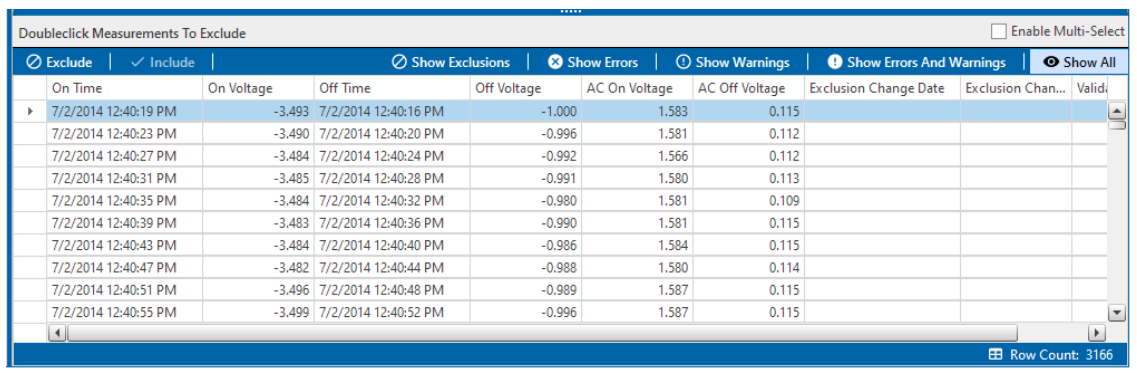 Doubleclick Measurements To Exclude Enable Multi-Select
Exclude Include Show Exclusions Show Errors Show Warnings Show Errors And Warnings Show All
On Time On Voltage Off Time Off Voltage AC On Voltage AC Off Voltage Exclusion Change Date Exclusion Chan... Valida
7/2/2014 12:40:19 PM -3.493 7/2/2014 12:40:16 PM -1.000 1.583 0.115
7/2/2014 12:40:23 PM -3.490 7/2/2014 12:40:20 PM -0.996 1.581 0.112
7/2/2014 12:40:27 PM -3.484 7/2/2014 12:40:24 PM -0.992 1.566 0.112
7/2/2014 12:40:31 PM -3.485 7/2/2014 12:40:28 PM -0.991 1.580 0.113
7/2/2014 12:40:35 PM -3.484 7/2/2014 12:40:32 PM -0.980 1.581 0.109
7/2/2014 12:40:39 PM -3.483 7/2/2014 12:40:36 PM -0.990 1.581 0.115
7/2/2014 12:40:43 PM -3.484 7/2/2014 12:40:40 PM -0.986 1.584 0.115
7/2/2014 12:40:47 PM -3.482 7/2/2014 12:40:44 PM -0.988 1.580 0.114
7/2/2014 12:40:51 PM -3.496 7/2/2014 12:40:48 PM -0.989 1.587 0.115
7/2/2014 12:40:55 PM -3.499 7/2/2014 12:40:52 PM -0.996 1.587 0.115
Row Count: 3166